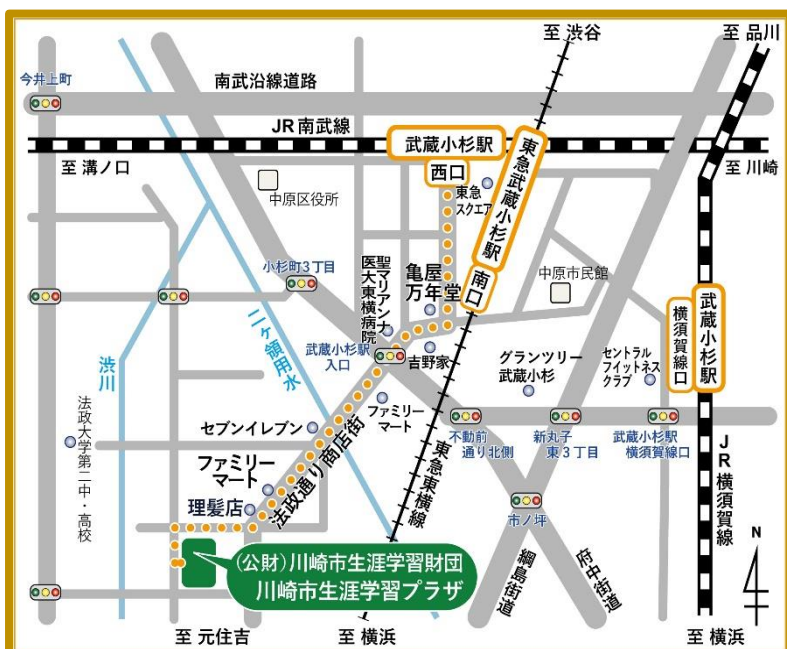 至 渋谷
至 品川
今井上町
南武沿線道路
JR南武線
武蔵小杉駅
西口
東急武蔵小杉駅
南口
至 溝ノ口
至 川崎
中原区役所
東急
スクエア
小杉町3丁目
聖マリアンナ
医大東横病院
亀屋
万年堂
中原市民館
武蔵小杉駅
横須賀線口
二ヶ領用水
渋川
武蔵小杉駅
入口
吉野家
グランツリー
武蔵小杉
セントラル
フィットネス
クラブ
ファミリー
マート
セブンイレブン
法政通り商店街
不動前
通り北側
新丸子
東3丁目
武蔵小杉駅
横須賀線口
法政大学第二中・高校
ファミリー
マート
理髪店
東急東横線
JR横須賀線
市ノ坪
綱島街道
府中街道
N
(公財)川崎市生涯学習財団
川崎市生涯学習プラザ
至 元住吉
至 横浜
至 横浜